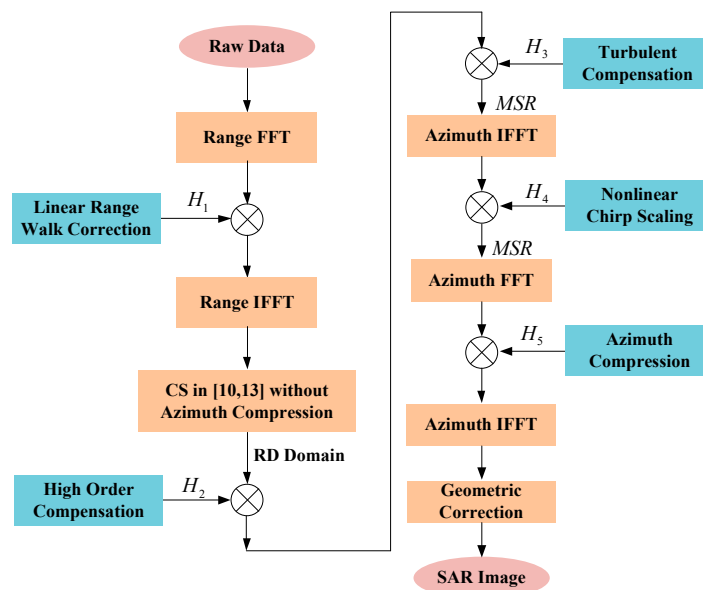 Raw Data
Range FFT
Linear Range
Walk Correction
H₁
Range IFFT
CS in [10,13] without
Azimuth Compression
RD Domain
High Order
Compensation
H₂
H₃
Turbulent
Compensation
MSR
Azimuth IFFT
H₄
Nonlinear
Chirp Scaling
MSR
Azimuth FFT
H₅
Azimuth
Compression
Azimuth IFFT
Geometric
Correction
SAR Image